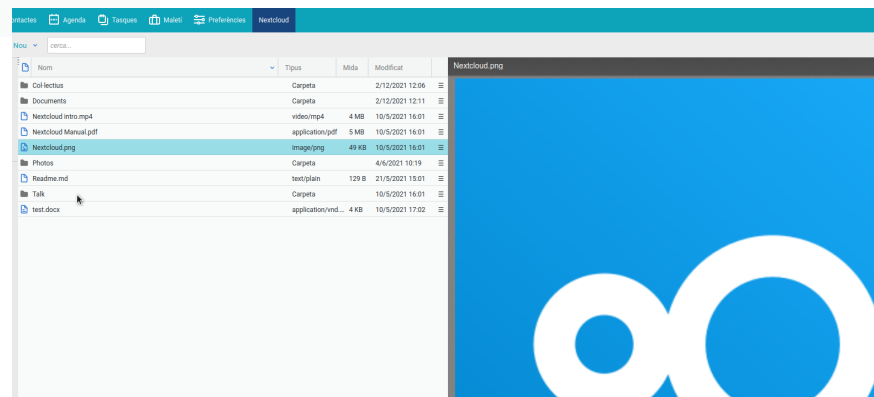 ntactes Agenda Tasques Maletí Preferències Nextcloud
Nou cerca...
Nom Tipus Mida Modificat Nextcloud.png
Col·lectius Carpeta 2/12/2021 12:06
Documents Carpeta 2/12/2021 12:11
Nextcloud intro.mp4 video/mp4 4 MB 10/5/2021 16:01
Nextcloud Manual.pdf application/pdf 5 MB 10/5/2021 16:01
Nextcloud.png image/png 49 KB 10/5/2021 16:01
Photos Carpeta 4/6/2021 10:19
Readme.md text/plain 129 B 21/5/2021 15:01
Talk Carpeta 10/5/2021 16:01
test.docx application/vnd... 4 KB 10/5/2021 17:02